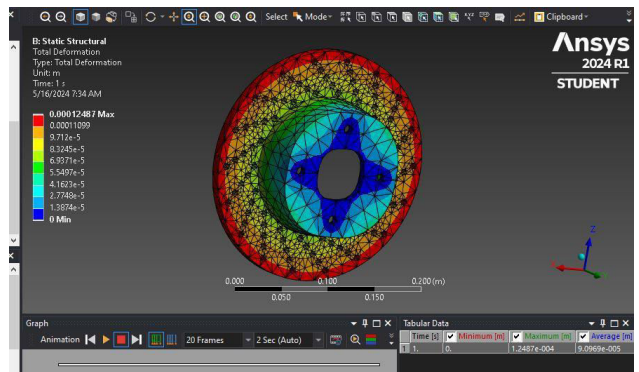 Select Mode Clipboard
B: Static Structural
Total Deformation
Type: Total Deformation
Unit: m
Time: 1 s
5/16/2024 7:34 AM
Ansys
2024 R1
STUDENT
0.00012487 Max
0.00011099
9.712e-5
8.3245e-5
6.9371e-5
5.5497e-5
4.1623e-5
2.7748e-5
1.3874e-5
0 Min
Z
0.000 0.100 0.200 (m)
0.050 0.150
Graph
Animation 20 Frames 2 Sec (Auto)
Tabular Data
Time [s] Minimum [m] Maximum [m] Average [m]
1 1. 0. 1.2487e-004 9.0969e-005